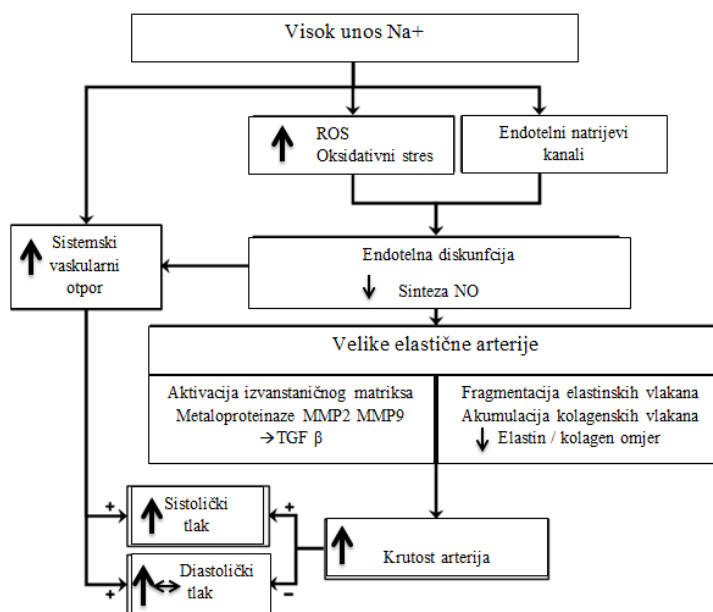 Visok unos Na+
ROS
Oksidativni stres
Endotelni natrijevi
kanali
Sistemski
vaskularni
otpor
Endotelna diskunfcija
Sinteza NO
Velike elastične arterije
Aktivacija izvanstaničnog matriksa
Metaloproteinaze MMP2 MMP9
→TGF β
Fragmentacija elastinskih vlakana
Akumulacija kolagenskih vlakana
Elastin / kolagen omjer
+
Sistolički
tlak
+
Krutost arterija
+
Diastolički
tlak
−